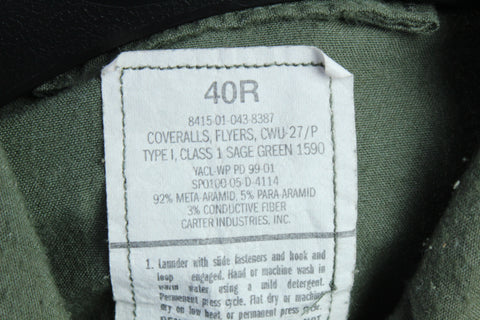 40R
8415-01-043-8387
COVERALLS, FLYERS, CWU-27/P
TYPE I, CLASS 1 SAGE GREEN 1590
YACL-WP PD 99-01
SPO100-05-D-4114
92% META-ARAMID, 5% PARA-ARAMID
3% CONDUCTIVE FIBER
CARTER INDUSTRIES, INC.
1. Launder with slide fasteners and hook and
loop engaged. Hand or machine wash in
warm water using a mild detergent.
Permanent press cycle. Flat dry or machine
dry on low heat or permanent press cycle.